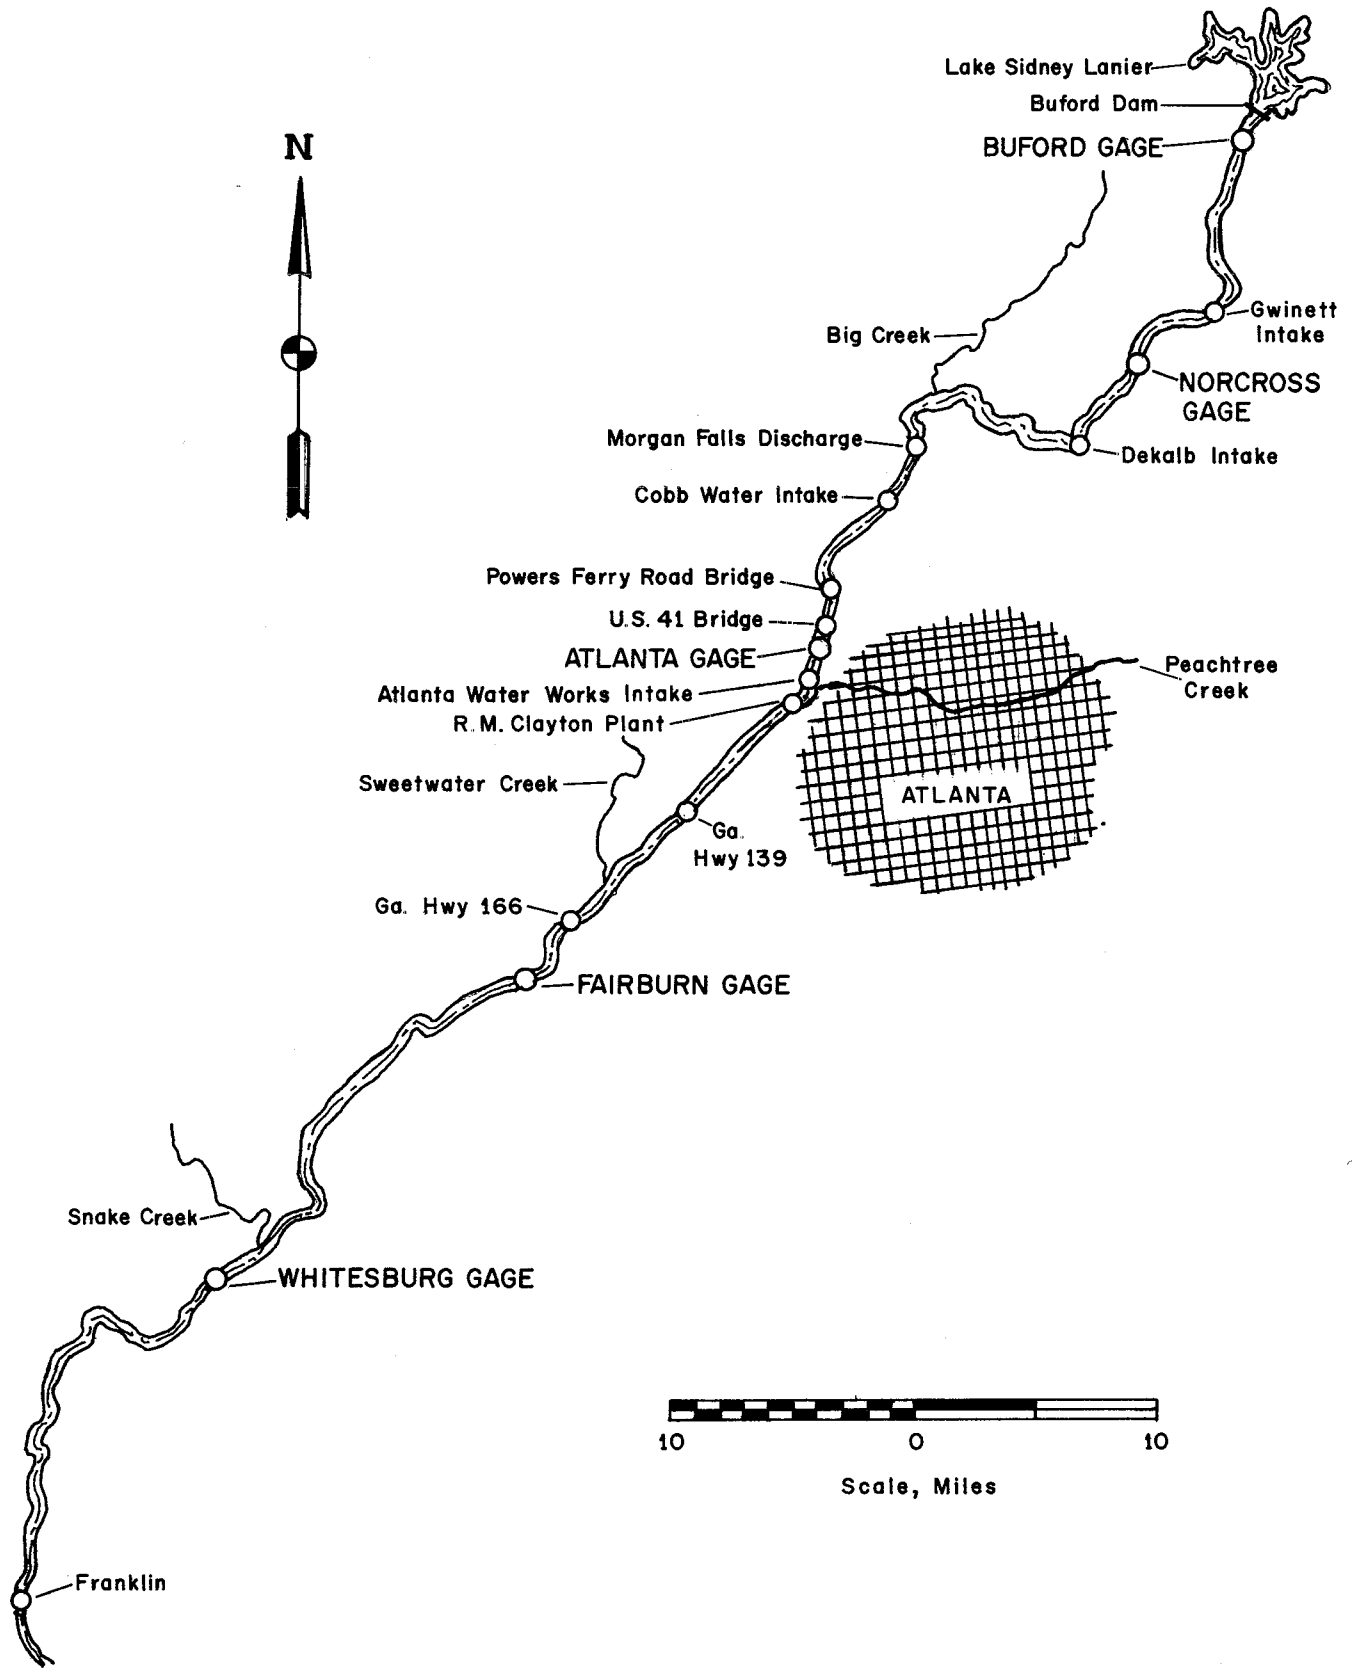 Lake Sidney Lanier
Buford Dam
BUFORD GAGE
N
Gwinett
Intake
Big Creek
NORCROSS
GAGE
Morgan Falls Discharge
Dekalb Intake
Cobb Water Intake
Powers Ferry Road Bridge
U.S. 41 Bridge
ATLANTA GAGE
Peachtree
Creek
Atlanta Water Works Intake
R.M. Clayton Plant
Sweetwater Creek
ATLANTA
Ga.
Hwy 139
Ga. Hwy 166
FAIRBURN GAGE
Snake Creek
WHITESBURG GAGE
10 0 10
Scale, Miles
Franklin